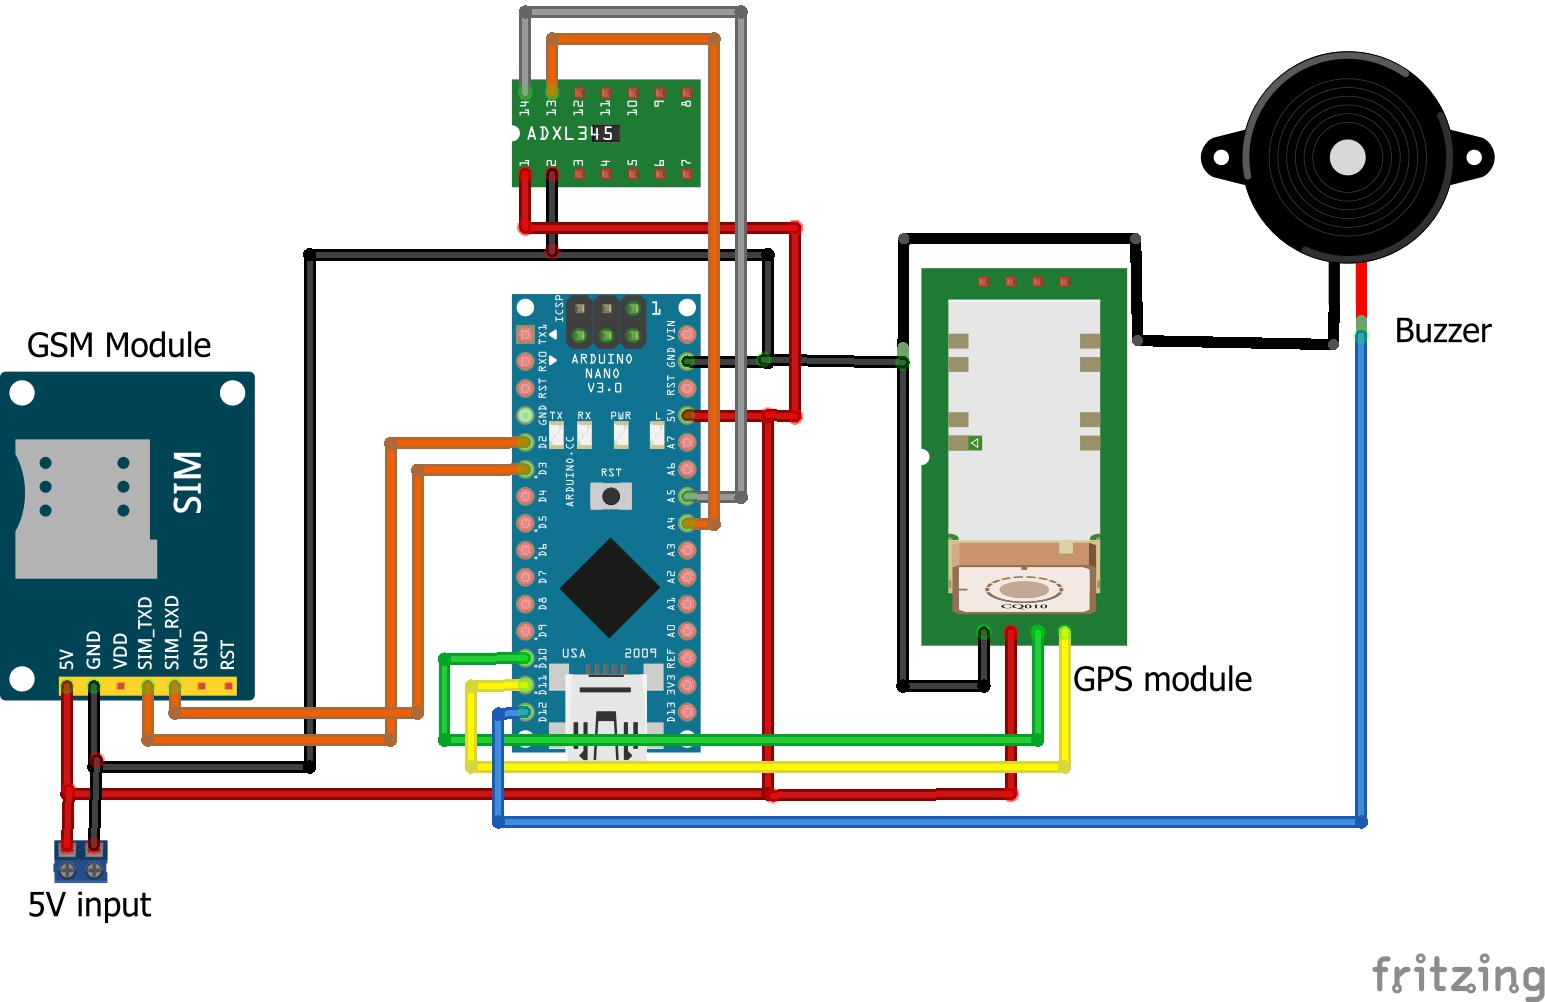 14 13 12 11 10 9 8
ADXL345
1 2 3 4 5 6 7
Buzzer
GSM Module
SIM
5V
GND
VDD
SIM_TXD
SIM_RXD
GND
RST
ICSP
1
ARDUINO
NANO
V3.0
TX RX PWR L
ARDUINO.CC
RST
TX1
RX0
RST
GND
D2
D3
D4
D5
D6
D7
D8
D9
D10
D11
D12
VIN
GND
RST
5V
A7
A6
A5
A4
A3
A2
A1
A0
REF
3V3
D13
USA 2009
CQ010
GPS module
5V input
fritzing